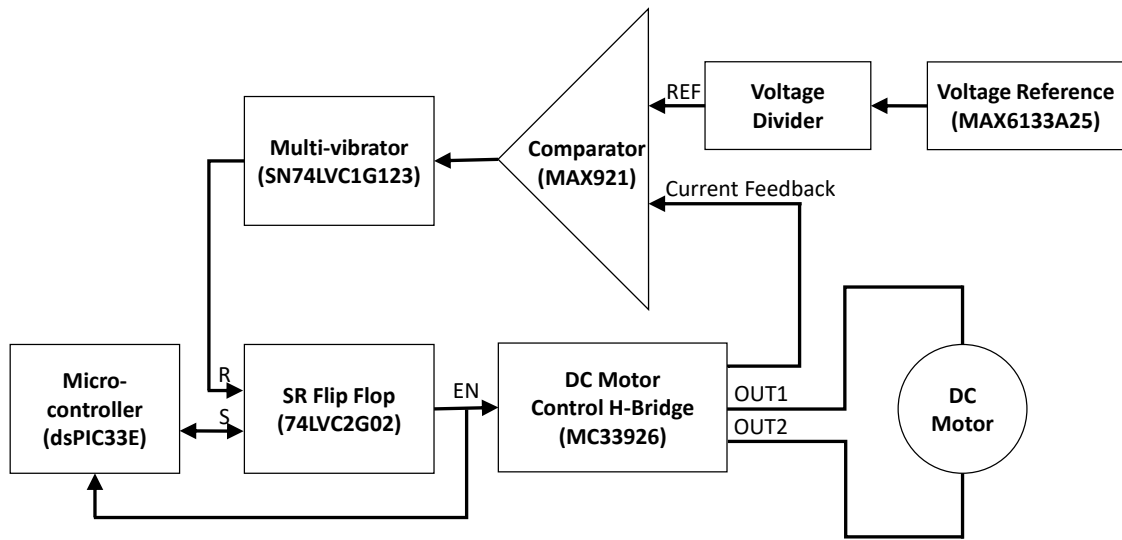 REF
Voltage
Divider
Voltage Reference
(MAX6133A25)
Multi-vibrator
(SN74LVC1G123)
Comparator
(MAX921)
Current Feedback
Micro-
controller
(dsPIC33E)
R
S
SR Flip Flop
(74LVC2G02)
EN
DC Motor
Control H-Bridge
(MC33926)
OUT1
OUT2
DC
Motor